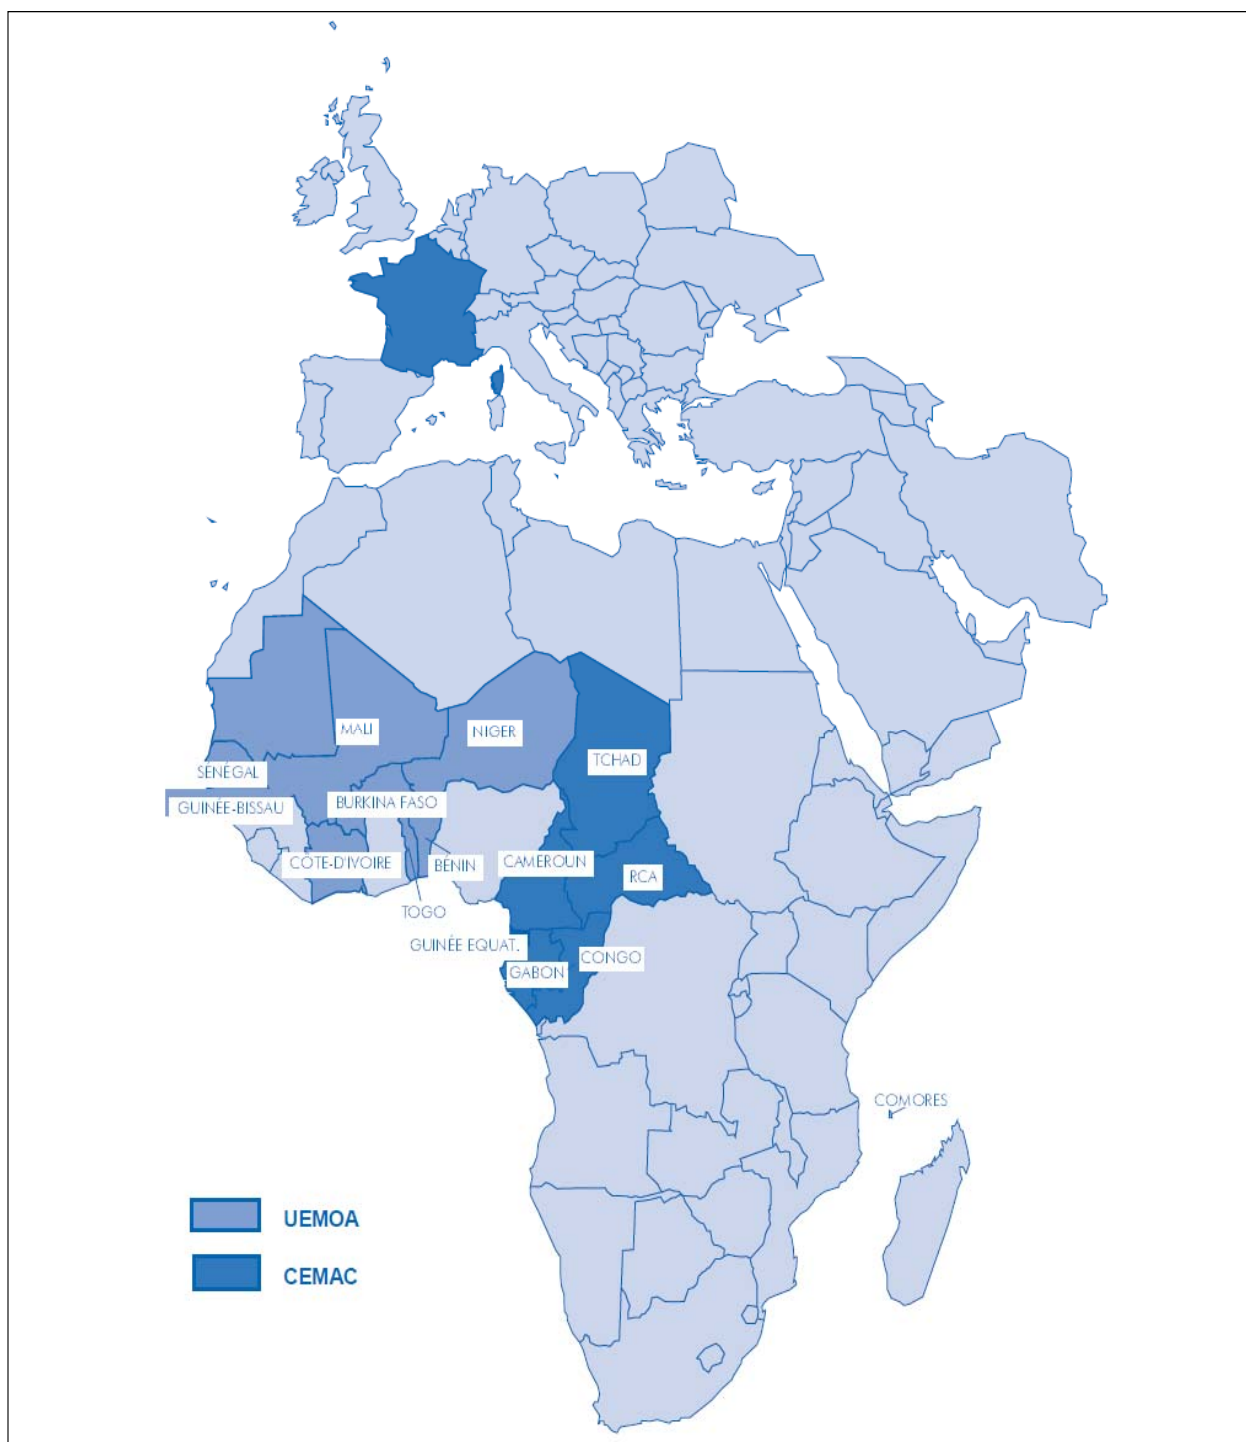 MALI
NIGER
TCHAD
SÉNÉGAL
GUINÉE-BISSAU
BURKINA FASO
CÔTE-D'IVOIRE
BÉNIN
CAMEROUN
RCA
TOGO
GUINÉE EQUAT.
GABON
CONGO
COMORES
UEMOA
CEMAC